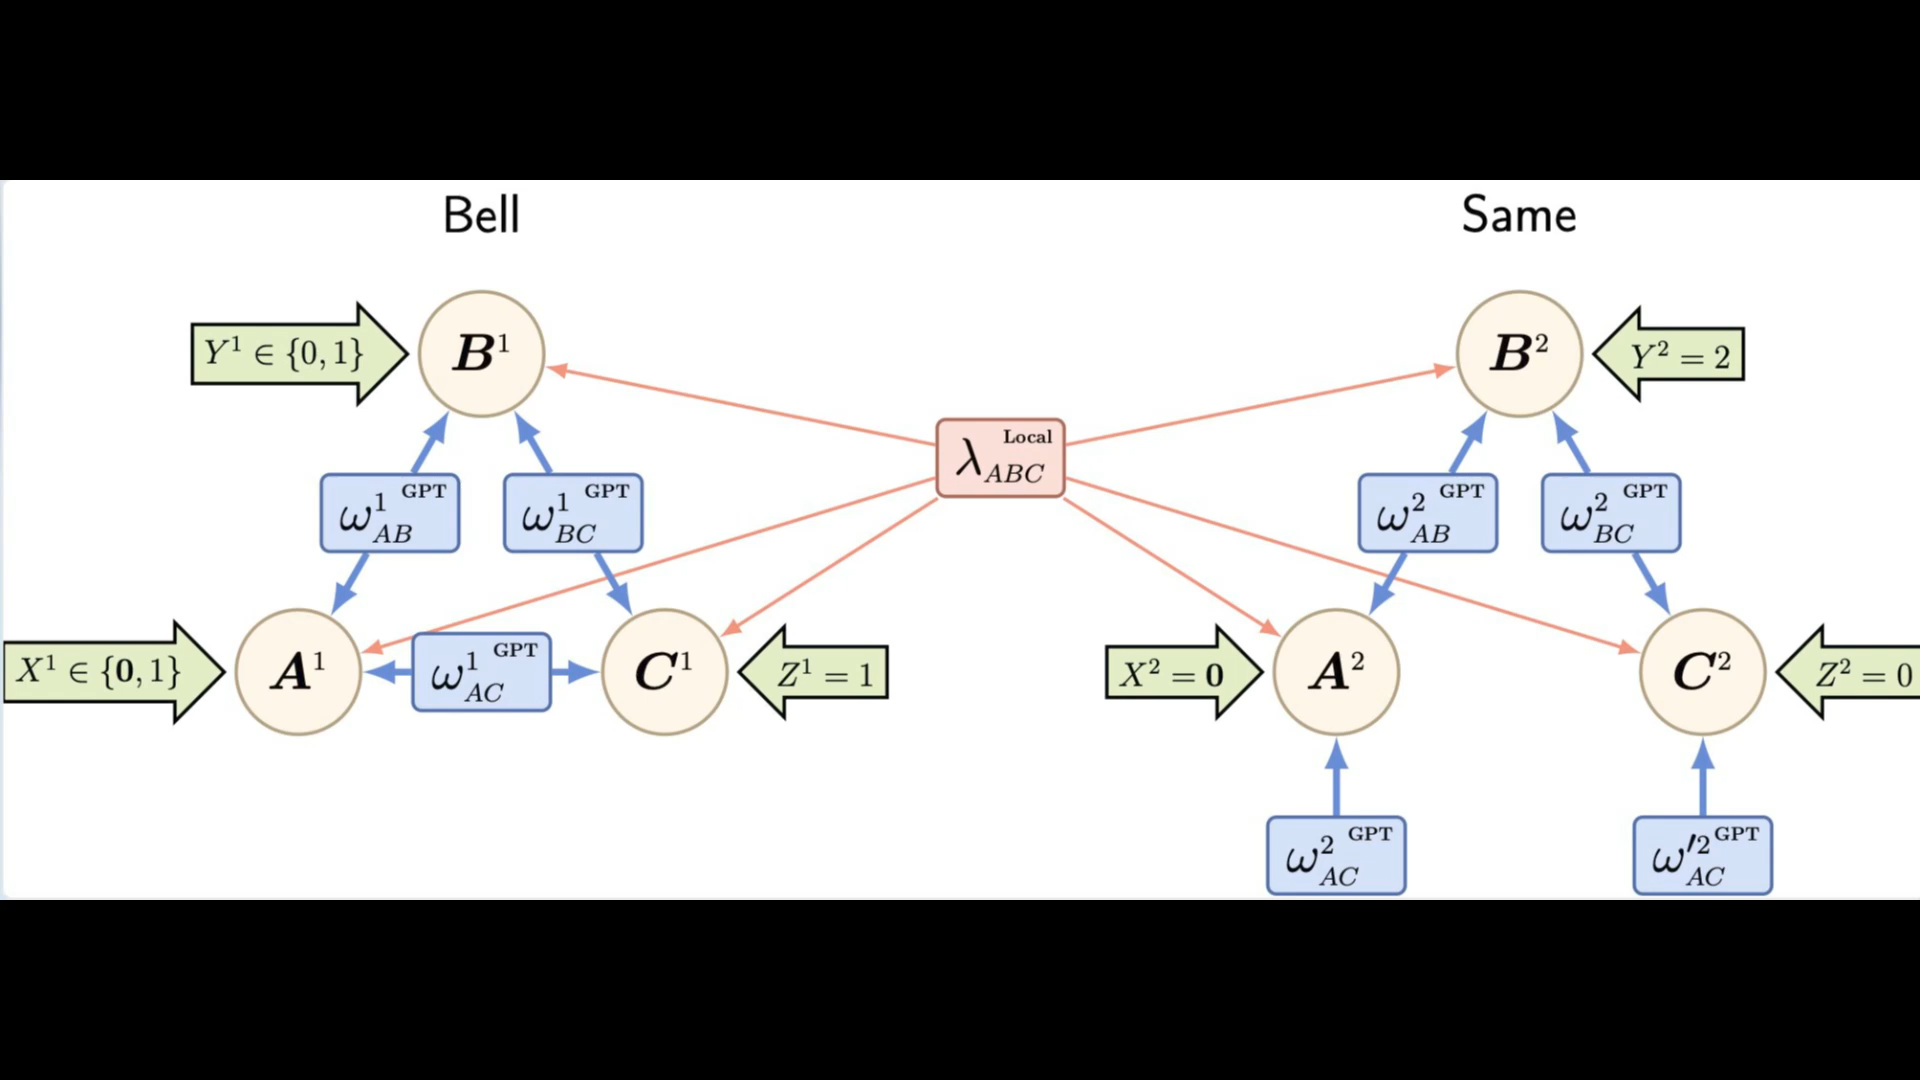 Bell
Same
Y¹ ∈ {0, 1}
B¹
B²
Y² = 2
λ_ABC Local
ω¹_AB GPT
ω¹_BC GPT
ω²_AB GPT
ω²_BC GPT
X¹ ∈ {0, 1}
A¹
ω¹_AC GPT
C¹
Z¹ = 1
X² = 0
A²
C²
Z² = 0
ω²_AC GPT
ω′²_AC GPT